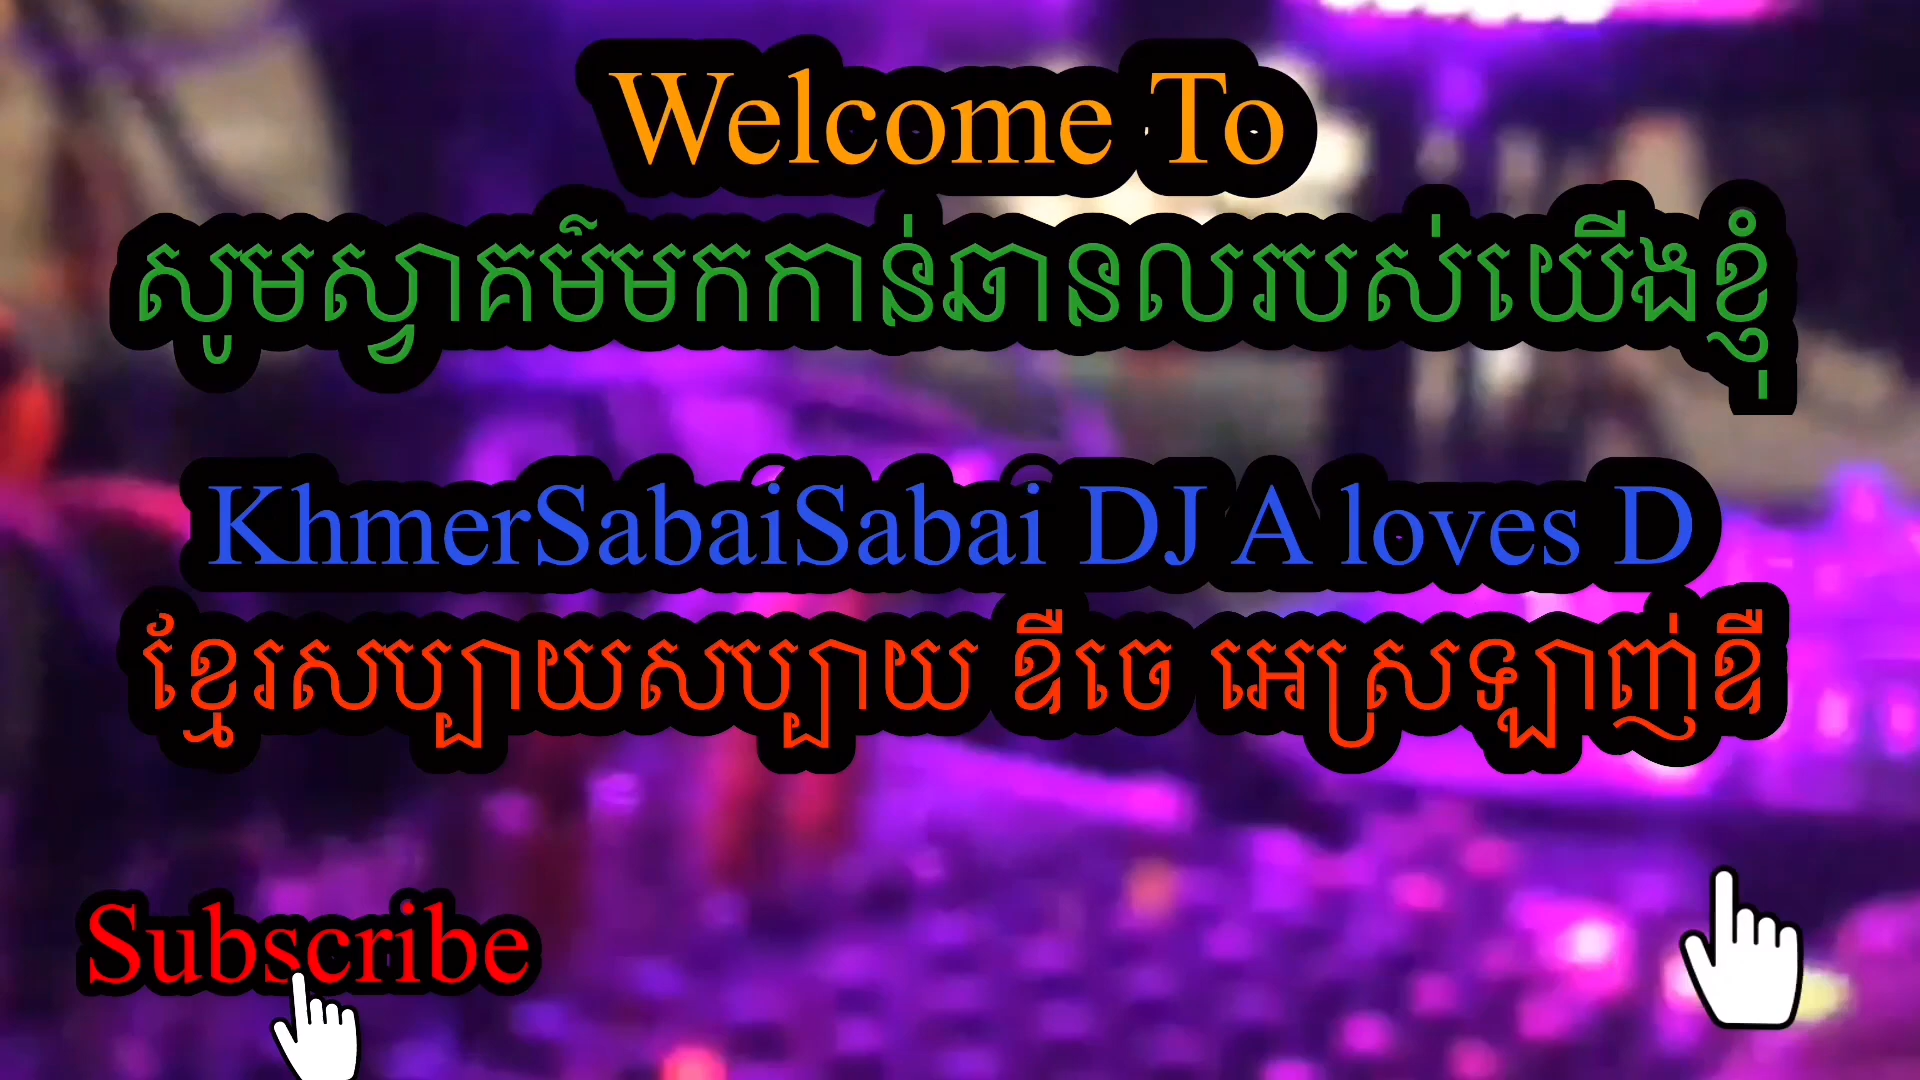 Welcome To
សូមស្វាគម៌មកកាន់ឆានលរបស់យើងខ្ញុំ
KhmerSabaiSabai DJ A loves D
ខ្មែរសប្បាយសប្បាយ ឌឺចេ អេស្រឡាញ់ឌឺ
Subscribe